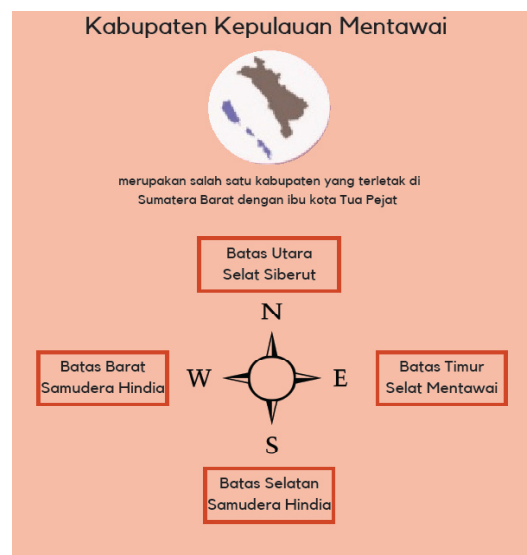 Kabupaten Kepulauan Mentawai
merupakan salah satu kabupaten yang terletak di
Sumatera Barat dengan ibu kota Tua Pejat
Batas Utara
Selat Siberut
N
Batas Barat
Samudera Hindia
W
E
Batas Timur
Selat Mentawai
S
Batas Selatan
Samudera Hindia